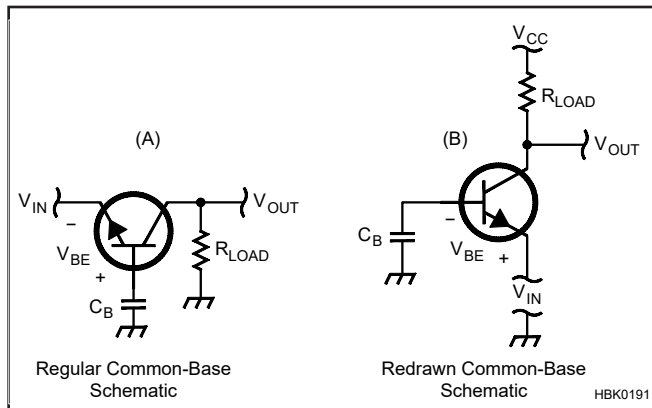 (A)
V_IN
−
V_BE
+
C_B
V_OUT
R_LOAD
Regular Common-Base
Schematic
(B)
V_CC
R_LOAD
V_OUT
−
C_B
V_BE
+
V_IN
Redrawn Common-Base
Schematic
HBK0191